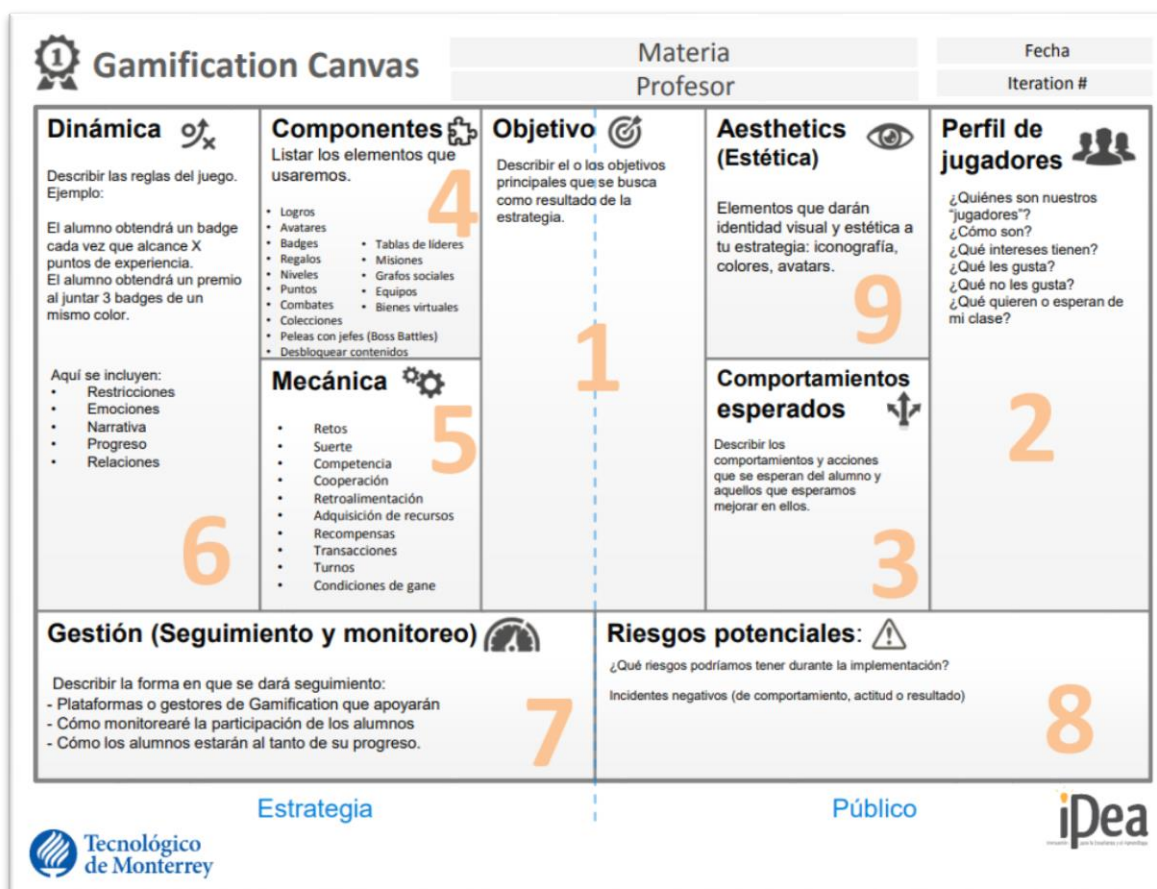 1
Gamification Canvas
Materia
Profesor
Fecha
Iteration #
Dinámica
Describir las reglas del juego.
Ejemplo:
El alumno obtendrá un badge
cada vez que alcance X
puntos de experiencia.
El alumno obtendrá un premio
al juntar 3 badges de un
mismo color.
Aquí se incluyen:
• Restricciones
• Emociones
• Narrativa
• Progreso
• Relaciones
6
Componentes
Listar los elementos que
usaremos.
4
• Logros
• Avatares
• Badges
• Regalos
• Niveles
• Puntos
• Combates
• Colecciones
• Peleas con jefes (Boss Battles)
• Desbloquear contenidos
• Tablas de líderes
• Misiones
• Grafos sociales
• Equipos
• Bienes virtuales
Mecánica
5
• Retos
• Suerte
• Competencia
• Cooperación
• Retroalimentación
• Adquisición de recursos
• Recompensas
• Transacciones
• Turnos
• Condiciones de gane
Objetivo
Describir el o los objetivos
principales que se busca
como resultado de la
estrategia.
1
Aesthetics
(Estética)
Elementos que darán
identidad visual y estética a
tu estrategia: iconografía,
colores, avatars.
9
Comportamientos
esperados
Describir los
comportamientos y acciones
que se esperan del alumno y
aquellos que esperamos
mejorar en ellos.
3
Perfil de
jugadores
¿Quiénes son nuestros
"jugadores"?
¿Cómo son?
¿Qué intereses tienen?
¿Qué les gusta?
¿Qué no les gusta?
¿Qué quieren o esperan de
mi clase?
2
Gestión (Seguimiento y monitoreo)
Describir la forma en que se dará seguimiento:
- Plataformas o gestores de Gamification que apoyarán
- Cómo monitorearé la participación de los alumnos
- Cómo los alumnos estarán al tanto de su progreso.
7
Riesgos potenciales:
¿Qué riesgos podríamos tener durante la implementación?
Incidentes negativos (de comportamiento, actitud o resultado)
8
Estrategia
Público
Tecnológico
de Monterrey
iDea